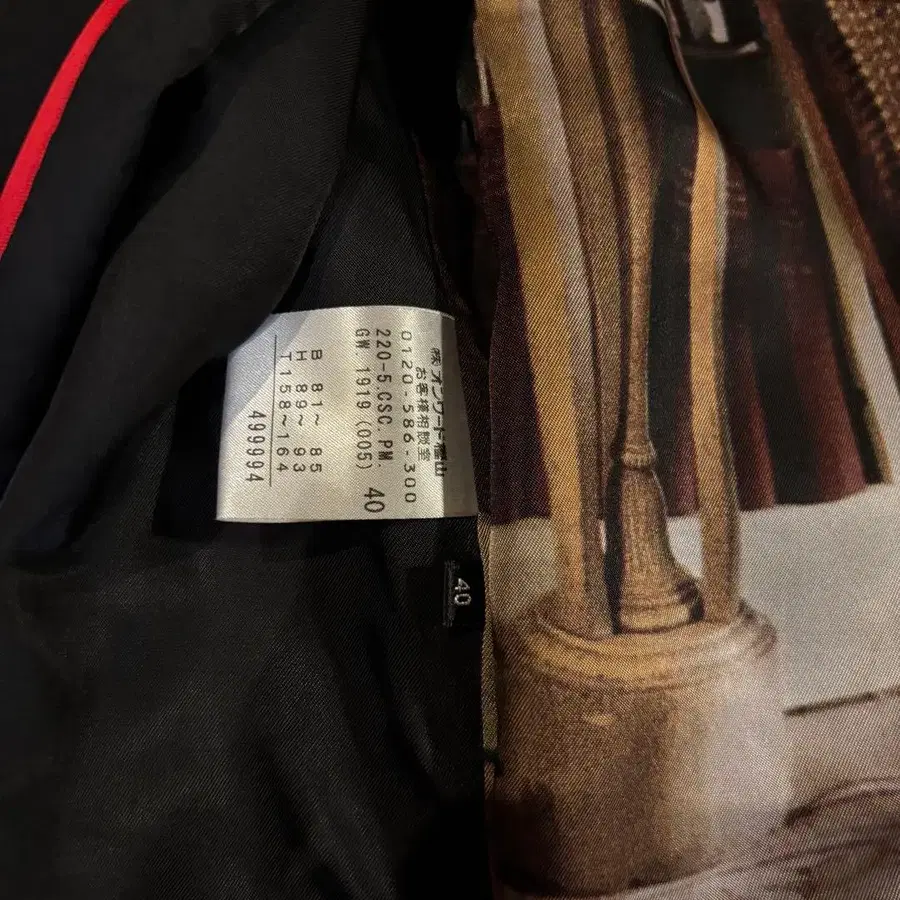 ㈱オンワード樫山
お客様相談室
0120-586-300
220-5.CSC.PM.
GW.1919(005) 40
B 81～ 85
H 89～ 93
T 158～164
499994
40